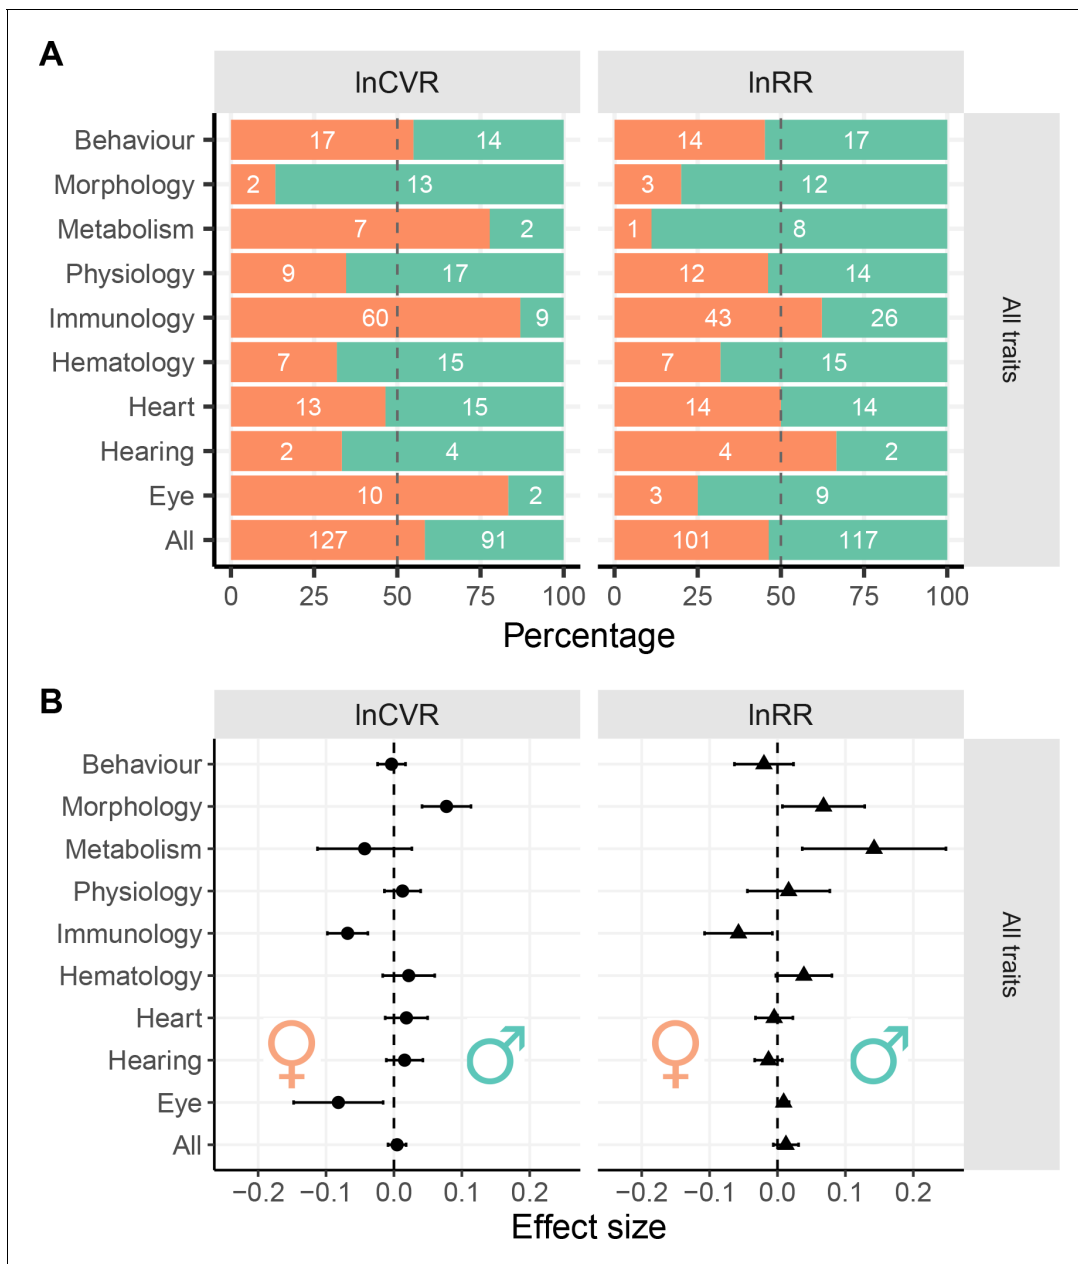 A
lnCVR lnRR
Behaviour 17 14 14 17
Morphology 2 13 3 12
Metabolism 7 2 1 8
Physiology 9 17 12 14
Immunology 60 9 43 26
Hematology 7 15 7 15
Heart 13 15 14 14
Hearing 2 4 4 2
Eye 10 2 3 9
All 127 91 101 117
All traits
0 25 50 75 100 0 25 50 75 100
Percentage
B
lnCVR lnRR
Behaviour
Morphology
Metabolism
Physiology
Immunology
Hematology
Heart
Hearing
Eye
All
All traits
♀ ♂ ♀ ♂
−0.2 −0.1 0.0 0.1 0.2 −0.2 −0.1 0.0 0.1 0.2
Effect size